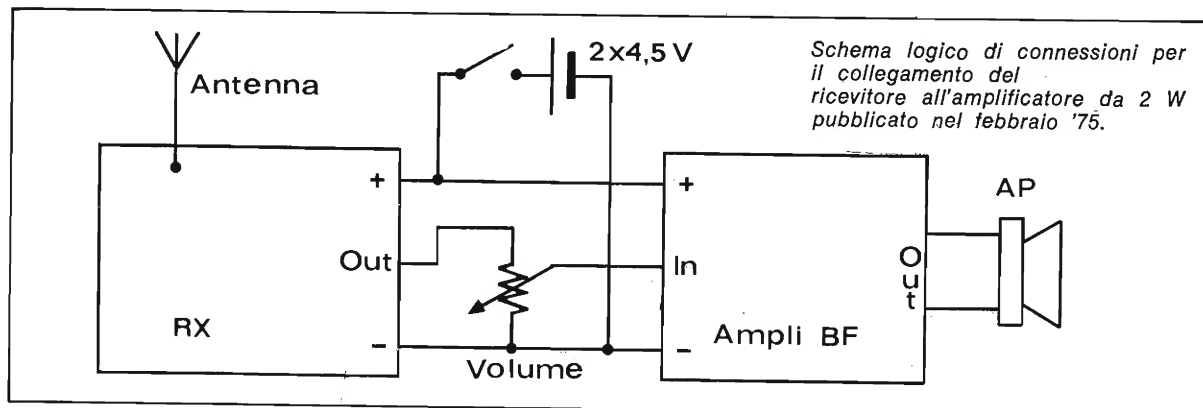 Antenna
2x4,5 V
Schema logico di connessioni per
il collegamento del
ricevitore all'amplificatore da 2 W
pubblicato nel febbraio '75.
+
+
AP
Out
In
Out
RX
Ampli BF
-
-
Volume